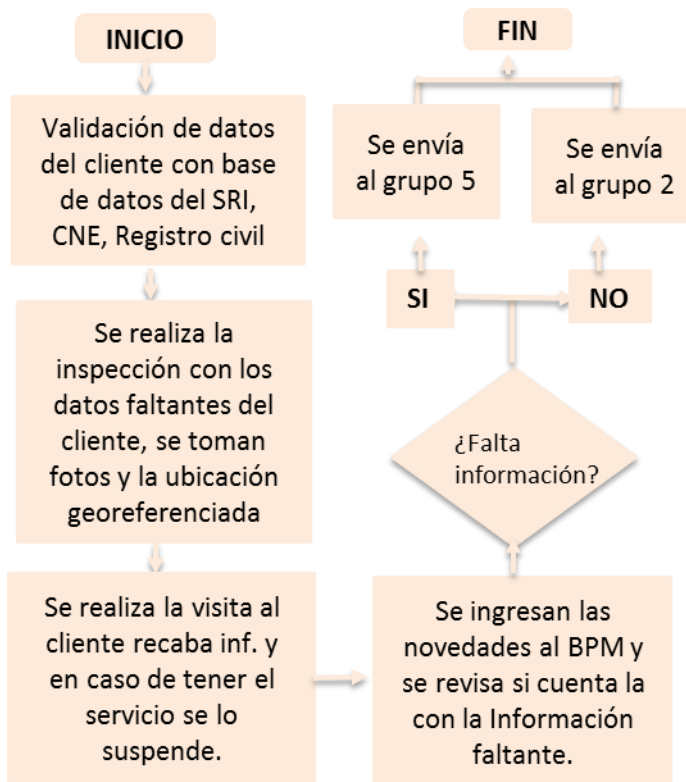 INICIO
Validación de datos
del cliente con base
de datos del SRI,
CNE, Registro civil
Se realiza la
inspección con los
datos faltantes del
cliente, se toman
fotos y la ubicación
georeferenciada
Se realiza la visita al
cliente recaba inf. y
en caso de tener el
servicio se lo
suspende.
Se ingresan las
novedades al BPM y
se revisa si cuenta la
con la Información
faltante.
¿Falta
información?
SI
NO
Se envía
al grupo 5
Se envía
al grupo 2
FIN